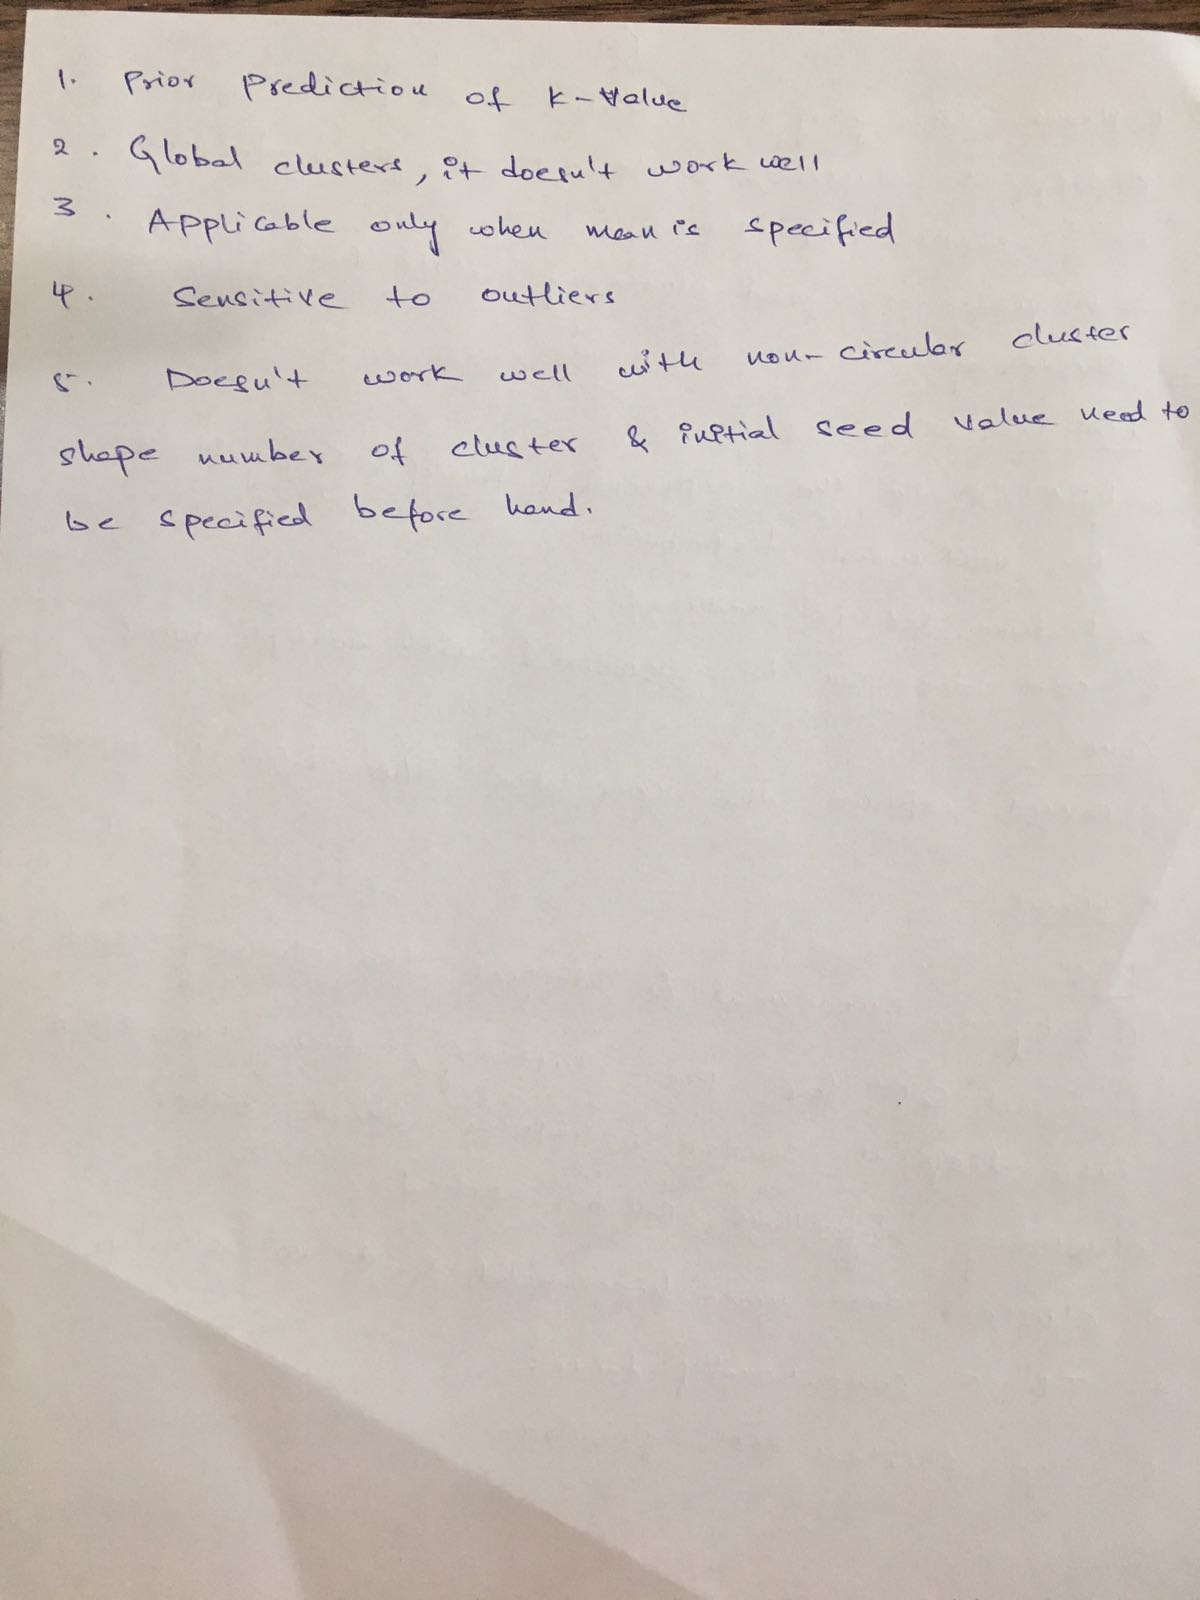 1. Prior Prediction of K-Value
2. Global clusters, it doesn't work well
3. Applicable only when mean is specified
4. Sensitive to outliers
5. Doesn't work well with non-circular cluster
shape number of cluster & initial seed value need to
be specified before hand.